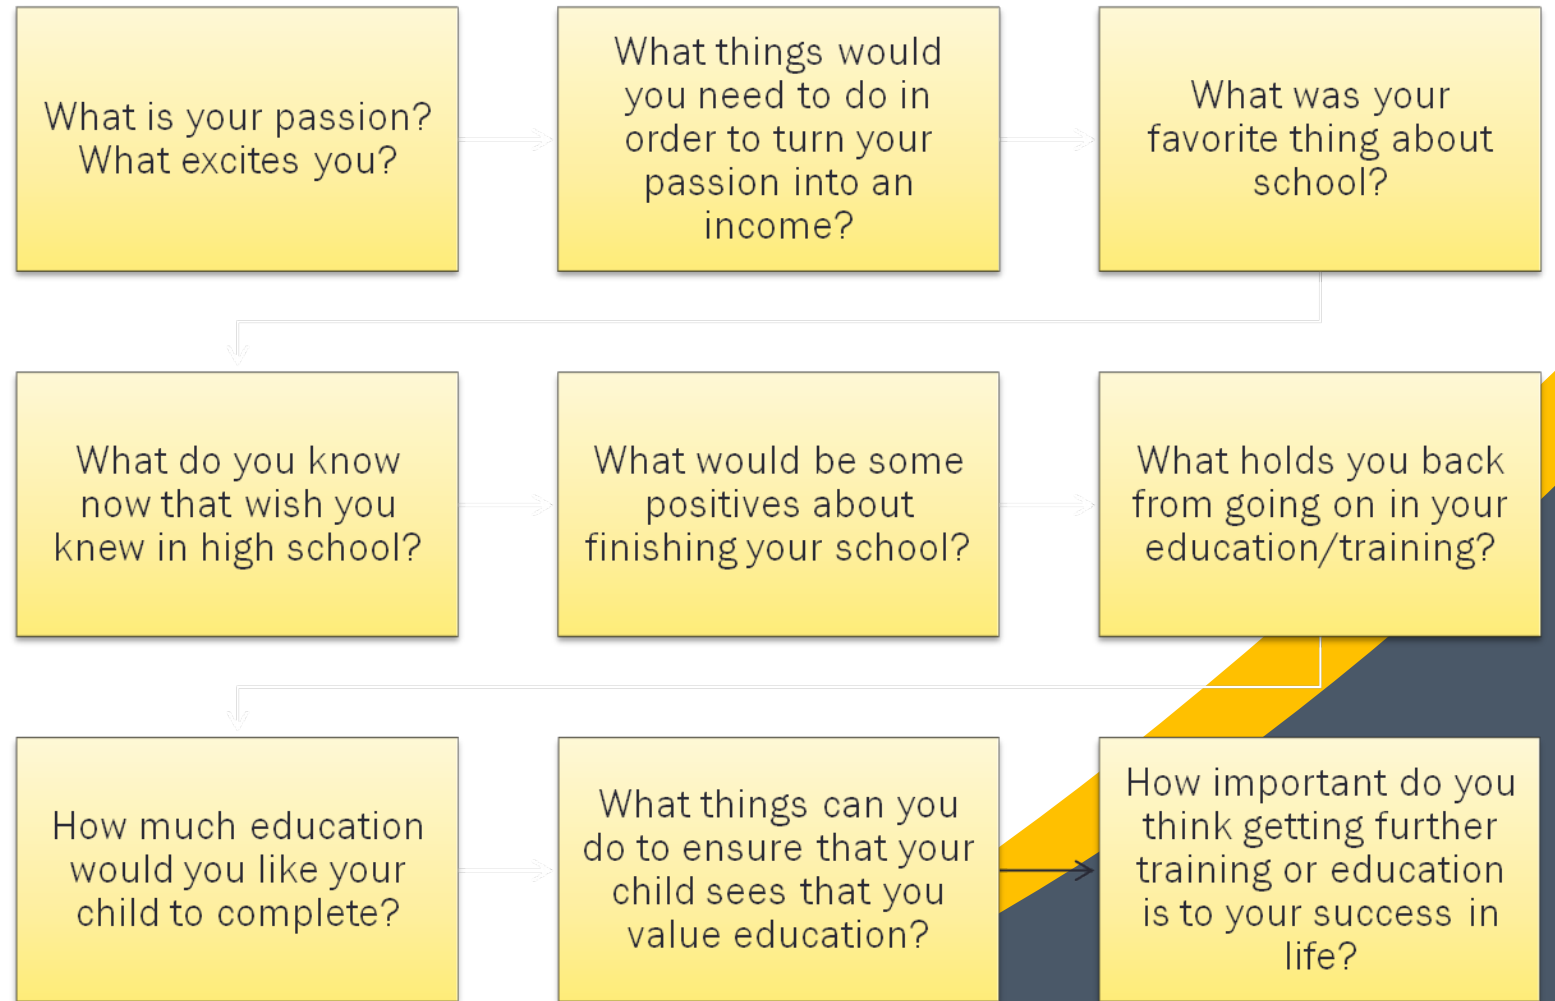 What is your passion?
What excites you?
What things would
you need to do in
order to turn your
passion into an
income?
What was your
favorite thing about
school?
What do you know
now that wish you
knew in high school?
What would be some
positives about
finishing your school?
What holds you back
from going on in your
education/training?
How much education
would you like your
child to complete?
What things can you
do to ensure that your
child sees that you
value education?
How important do you
think getting further
training or education
is to your success in
life?